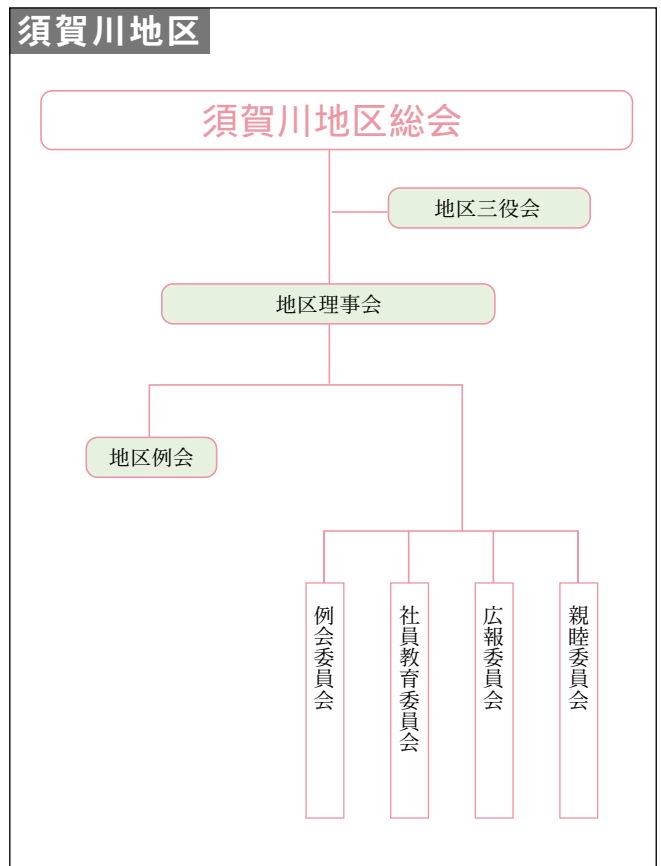 須賀川地区
須賀川地区総会
地区三役会
地区理事会
地区例会
例会委員会
社員教育委員会
広報委員会
親睦委員会